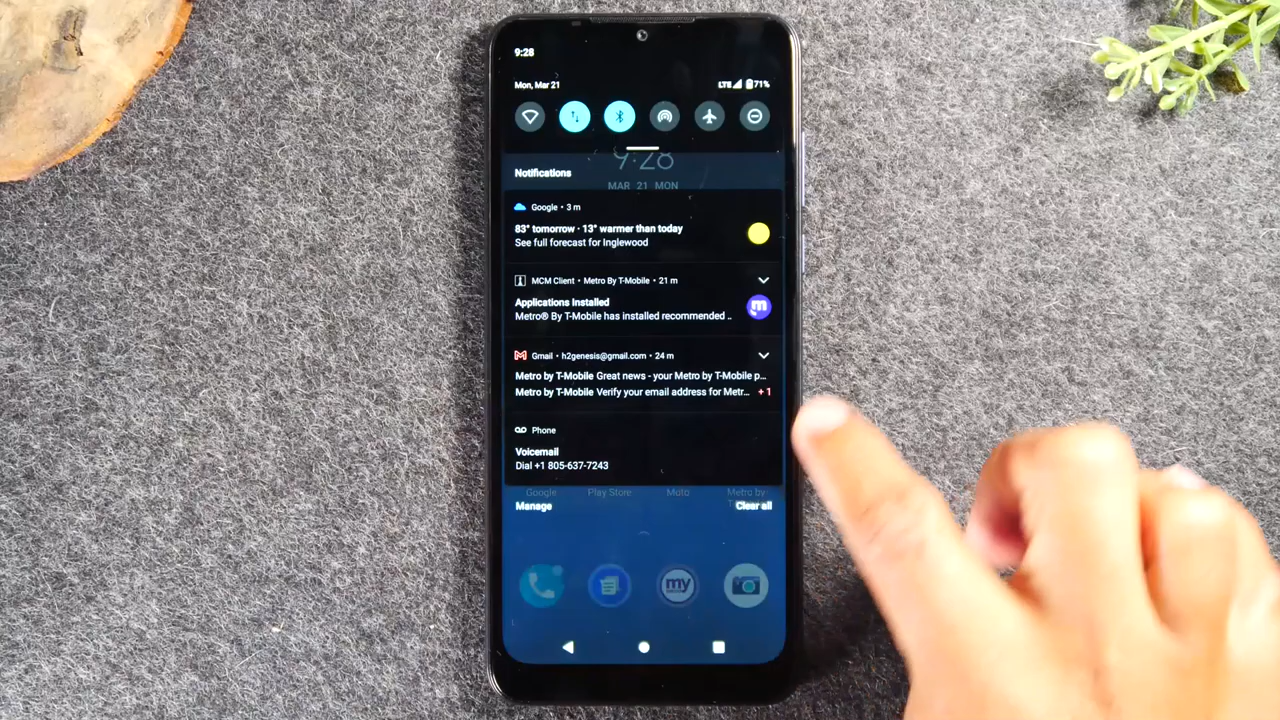 9:28
Mon, Mar 21
LTE 71%
9:28
MAR 21 MON
Notifications
Google • 3 m
83° tomorrow · 13° warmer than today
See full forecast for Inglewood
MCM Client • Metro By T-Mobile • 21 m
Applications Installed
Metro® By T-Mobile has installed recommended ..
m
Gmail • h2genesis@gmail.com • 24 m
Metro by T-Mobile Great news - your Metro by T-Mobile p...
Metro by T-Mobile Verify your email address for Metr... +1
Phone
Voicemail
Dial +1 805-637-7243
Google Play Store Moto Metro by
Manage Clear all
my